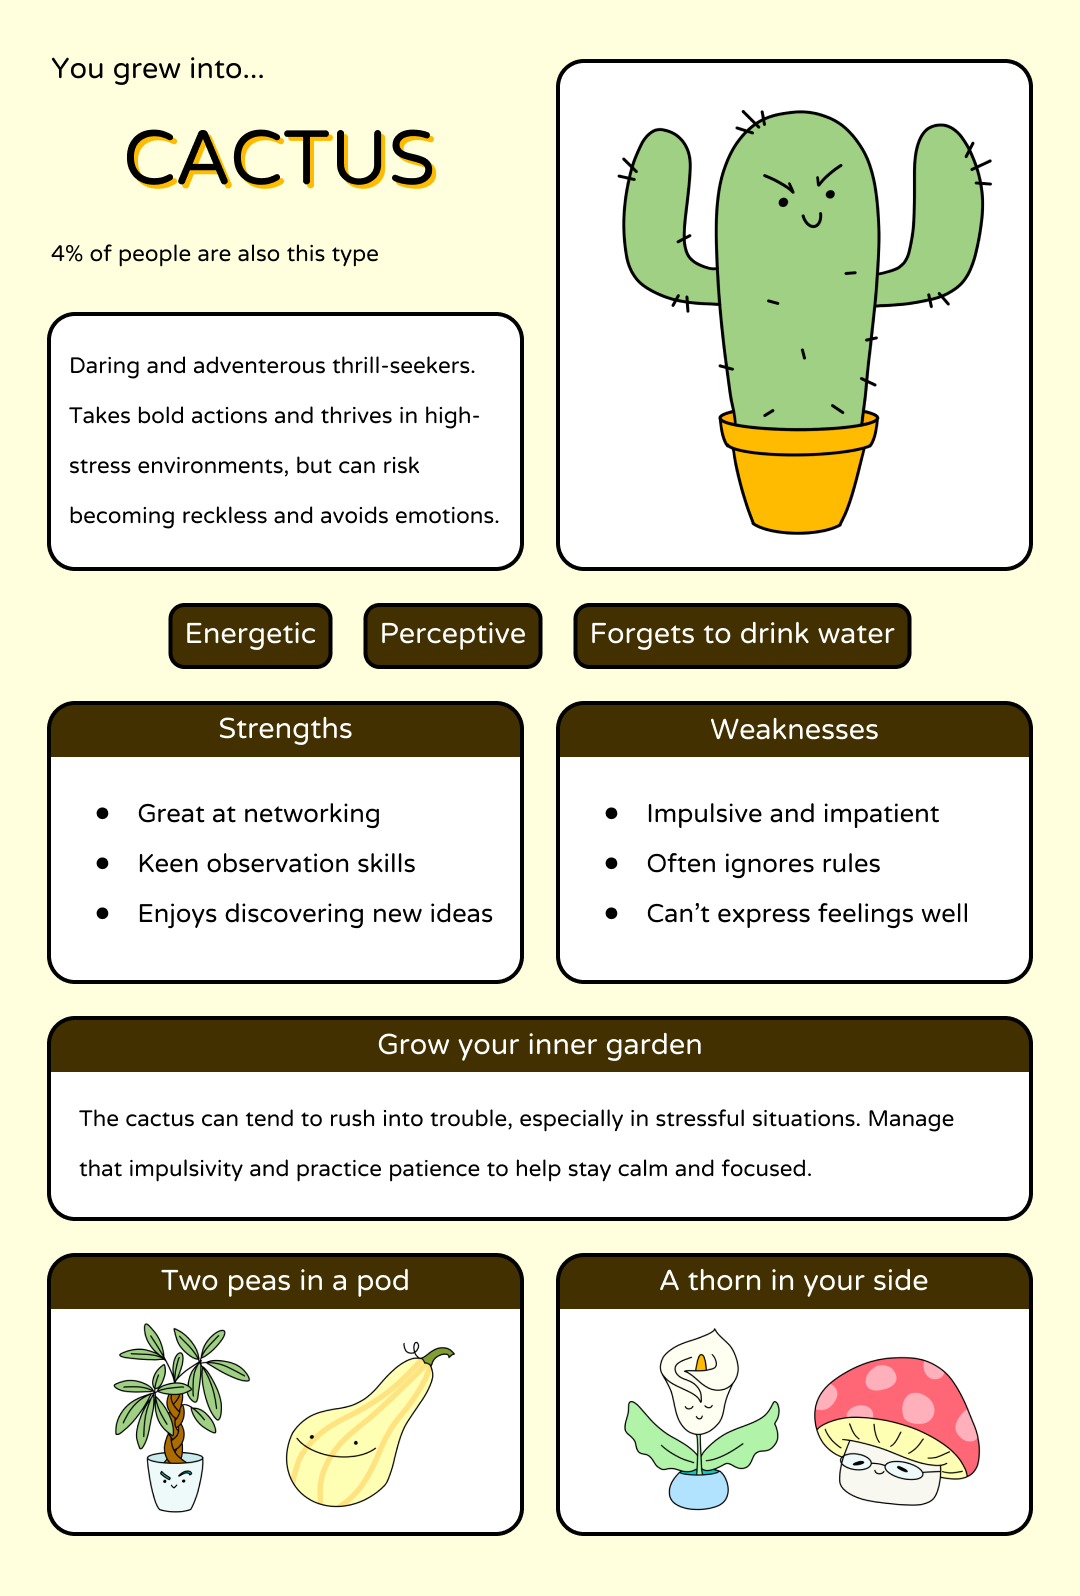 You grew into...
CACTUS
4% of people are also this type
Daring and adventerous thrill-seekers.
Takes bold actions and thrives in high-
stress environments, but can risk
becoming reckless and avoids emotions.
Energetic
Perceptive
Forgets to drink water
Strengths
● Great at networking
● Keen observation skills
● Enjoys discovering new ideas
Weaknesses
● Impulsive and impatient
● Often ignores rules
● Can’t express feelings well
Grow your inner garden
The cactus can tend to rush into trouble, especially in stressful situations. Manage
that impulsivity and practice patience to help stay calm and focused.
Two peas in a pod
A thorn in your side